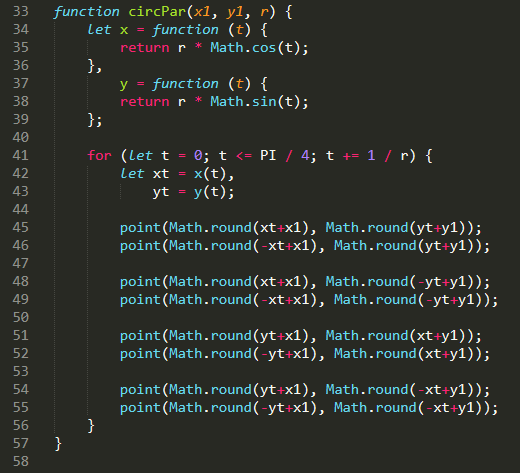 33 function circPar(x1, y1, r) {
34     let x = function (t) {
35         return r * Math.cos(t);
36     },
37         y = function (t) {
38         return r * Math.sin(t);
39     };
40
41     for (let t = 0; t <= PI / 4; t += 1 / r) {
42         let xt = x(t),
43             yt = y(t);
44
45         point(Math.round(xt+x1), Math.round(yt+y1));
46         point(Math.round(-xt+x1), Math.round(yt+y1));
47
48         point(Math.round(xt+x1), Math.round(-yt+y1));
49         point(Math.round(-xt+x1), Math.round(-yt+y1));
50
51         point(Math.round(yt+x1), Math.round(xt+y1));
52         point(Math.round(-yt+x1), Math.round(xt+y1));
53
54         point(Math.round(yt+x1), Math.round(-xt+y1));
55         point(Math.round(-yt+x1), Math.round(-xt+y1));
56     }
57 }
58